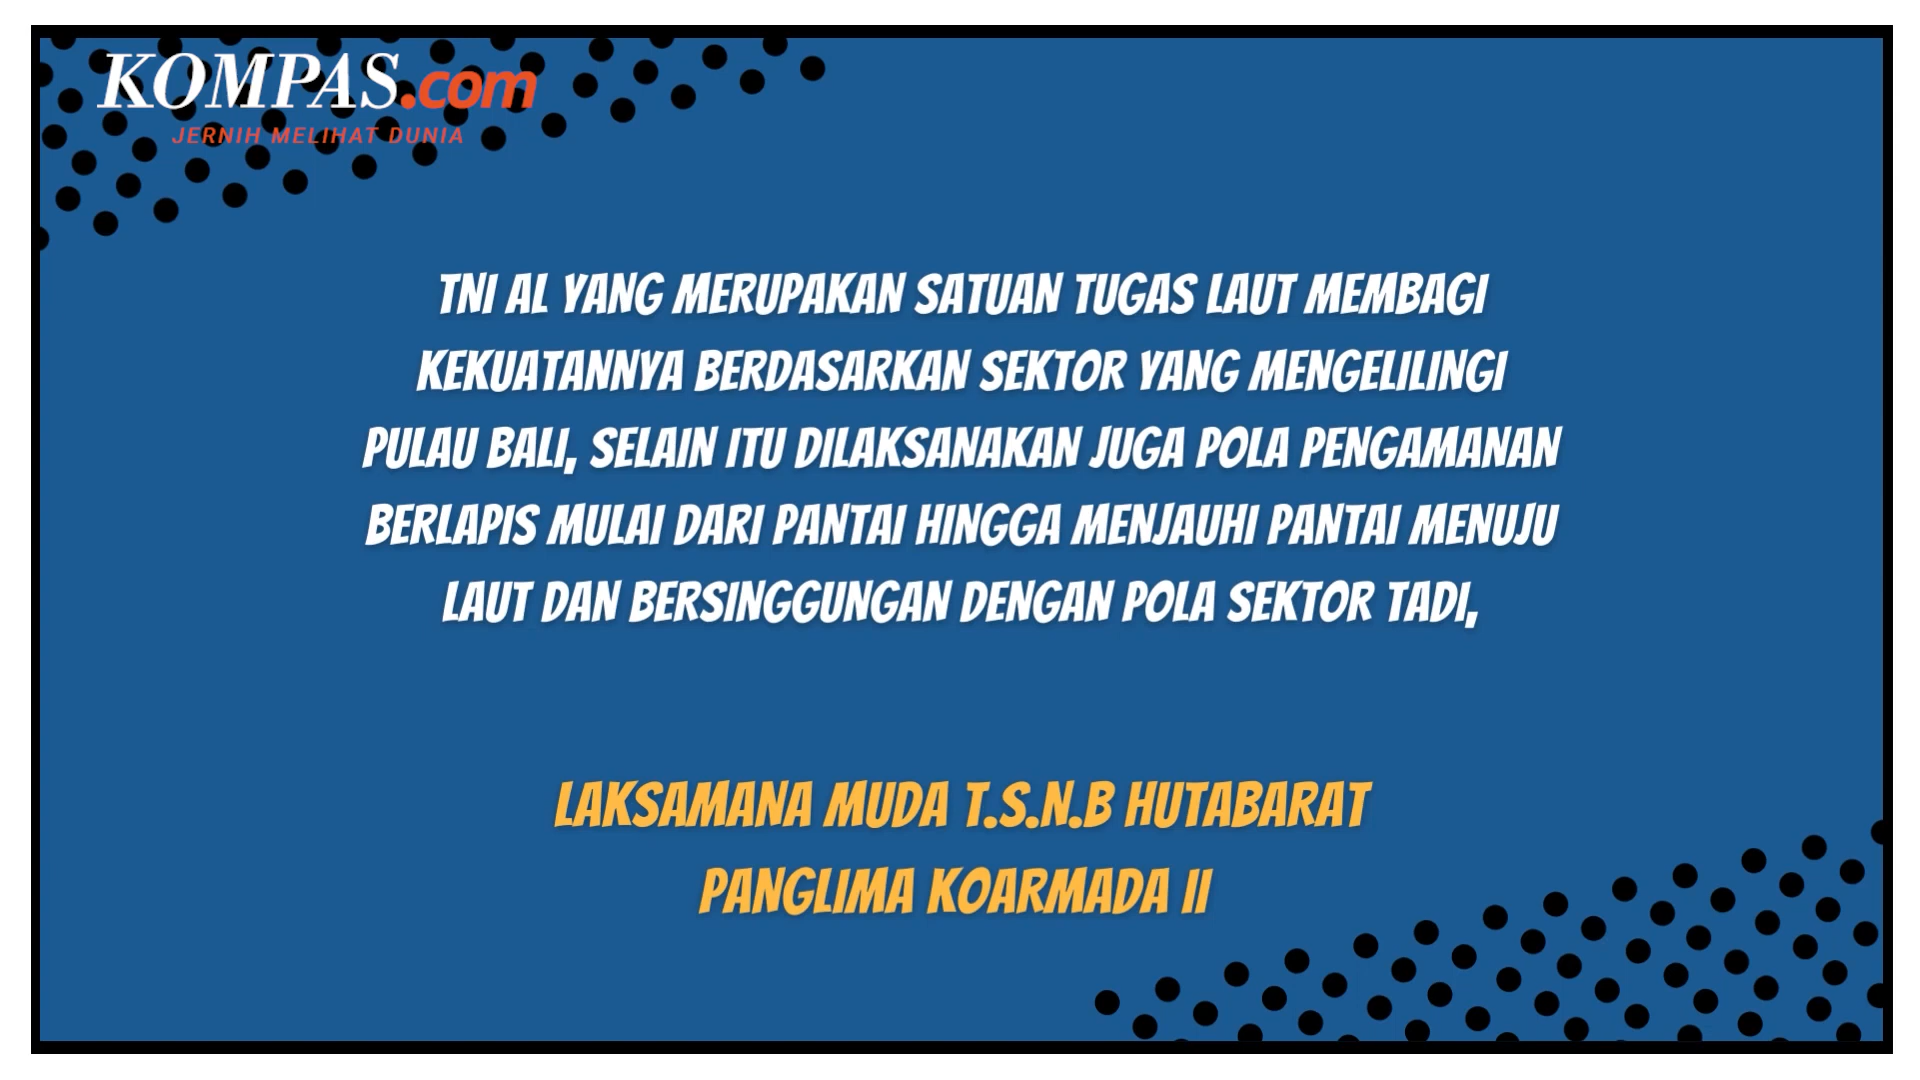 KOMPAS.com
JERNIH MELIHAT DUNIA
TNI AL YANG MERUPAKAN SATUAN TUGAS LAUT MEMBAGI
KEKUATANNYA BERDASARKAN SEKTOR YANG MENGELILINGI
PULAU BALI, SELAIN ITU DILAKSANAKAN JUGA POLA PENGAMANAN
BERLAPIS MULAI DARI PANTAI HINGGA MENJAUHI PANTAI MENUJU
LAUT DAN BERSINGGUNGAN DENGAN POLA SEKTOR TADI,
LAKSAMANA MUDA T.S.N.B HUTABARAT
PANGLIMA KOARMADA II